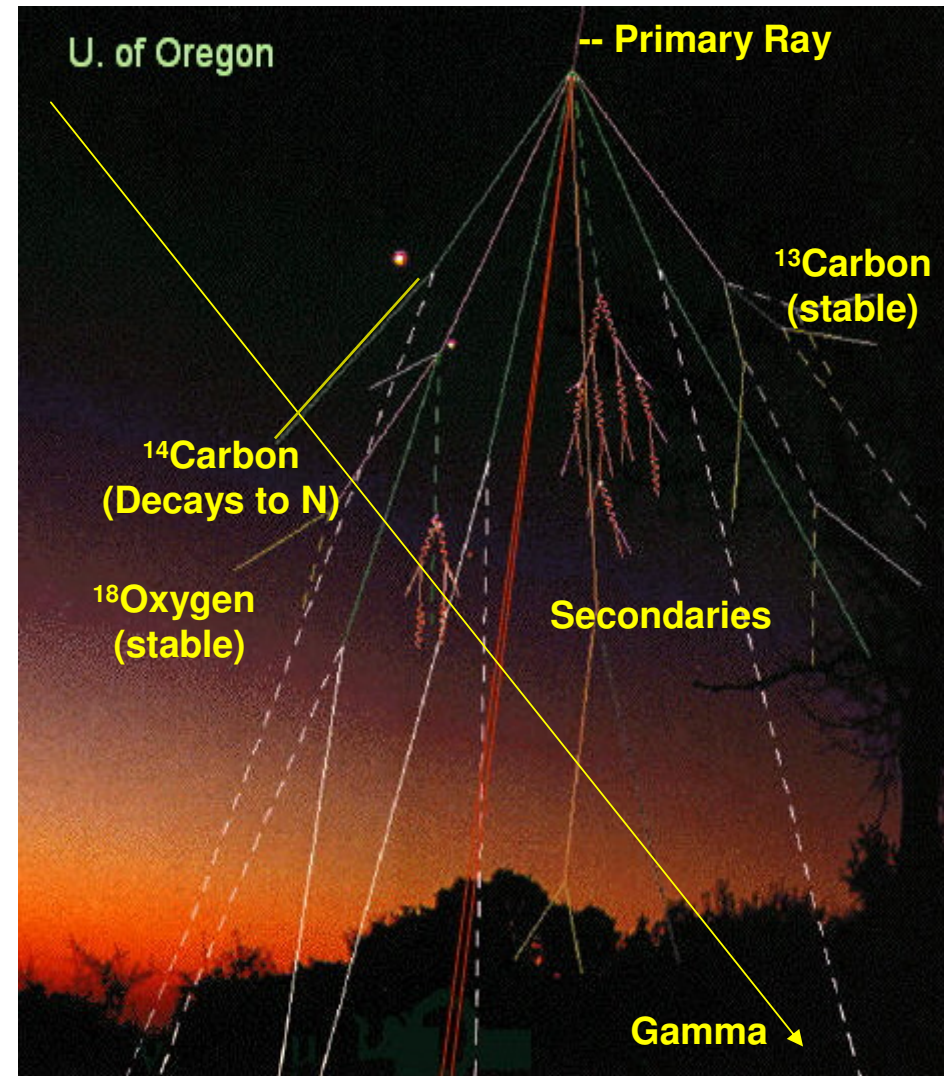 U. of Oregon
-- Primary Ray
¹³Carbon
(stable)
¹⁴Carbon
(Decays to N)
¹⁸Oxygen
(stable)
Secondaries
Gamma